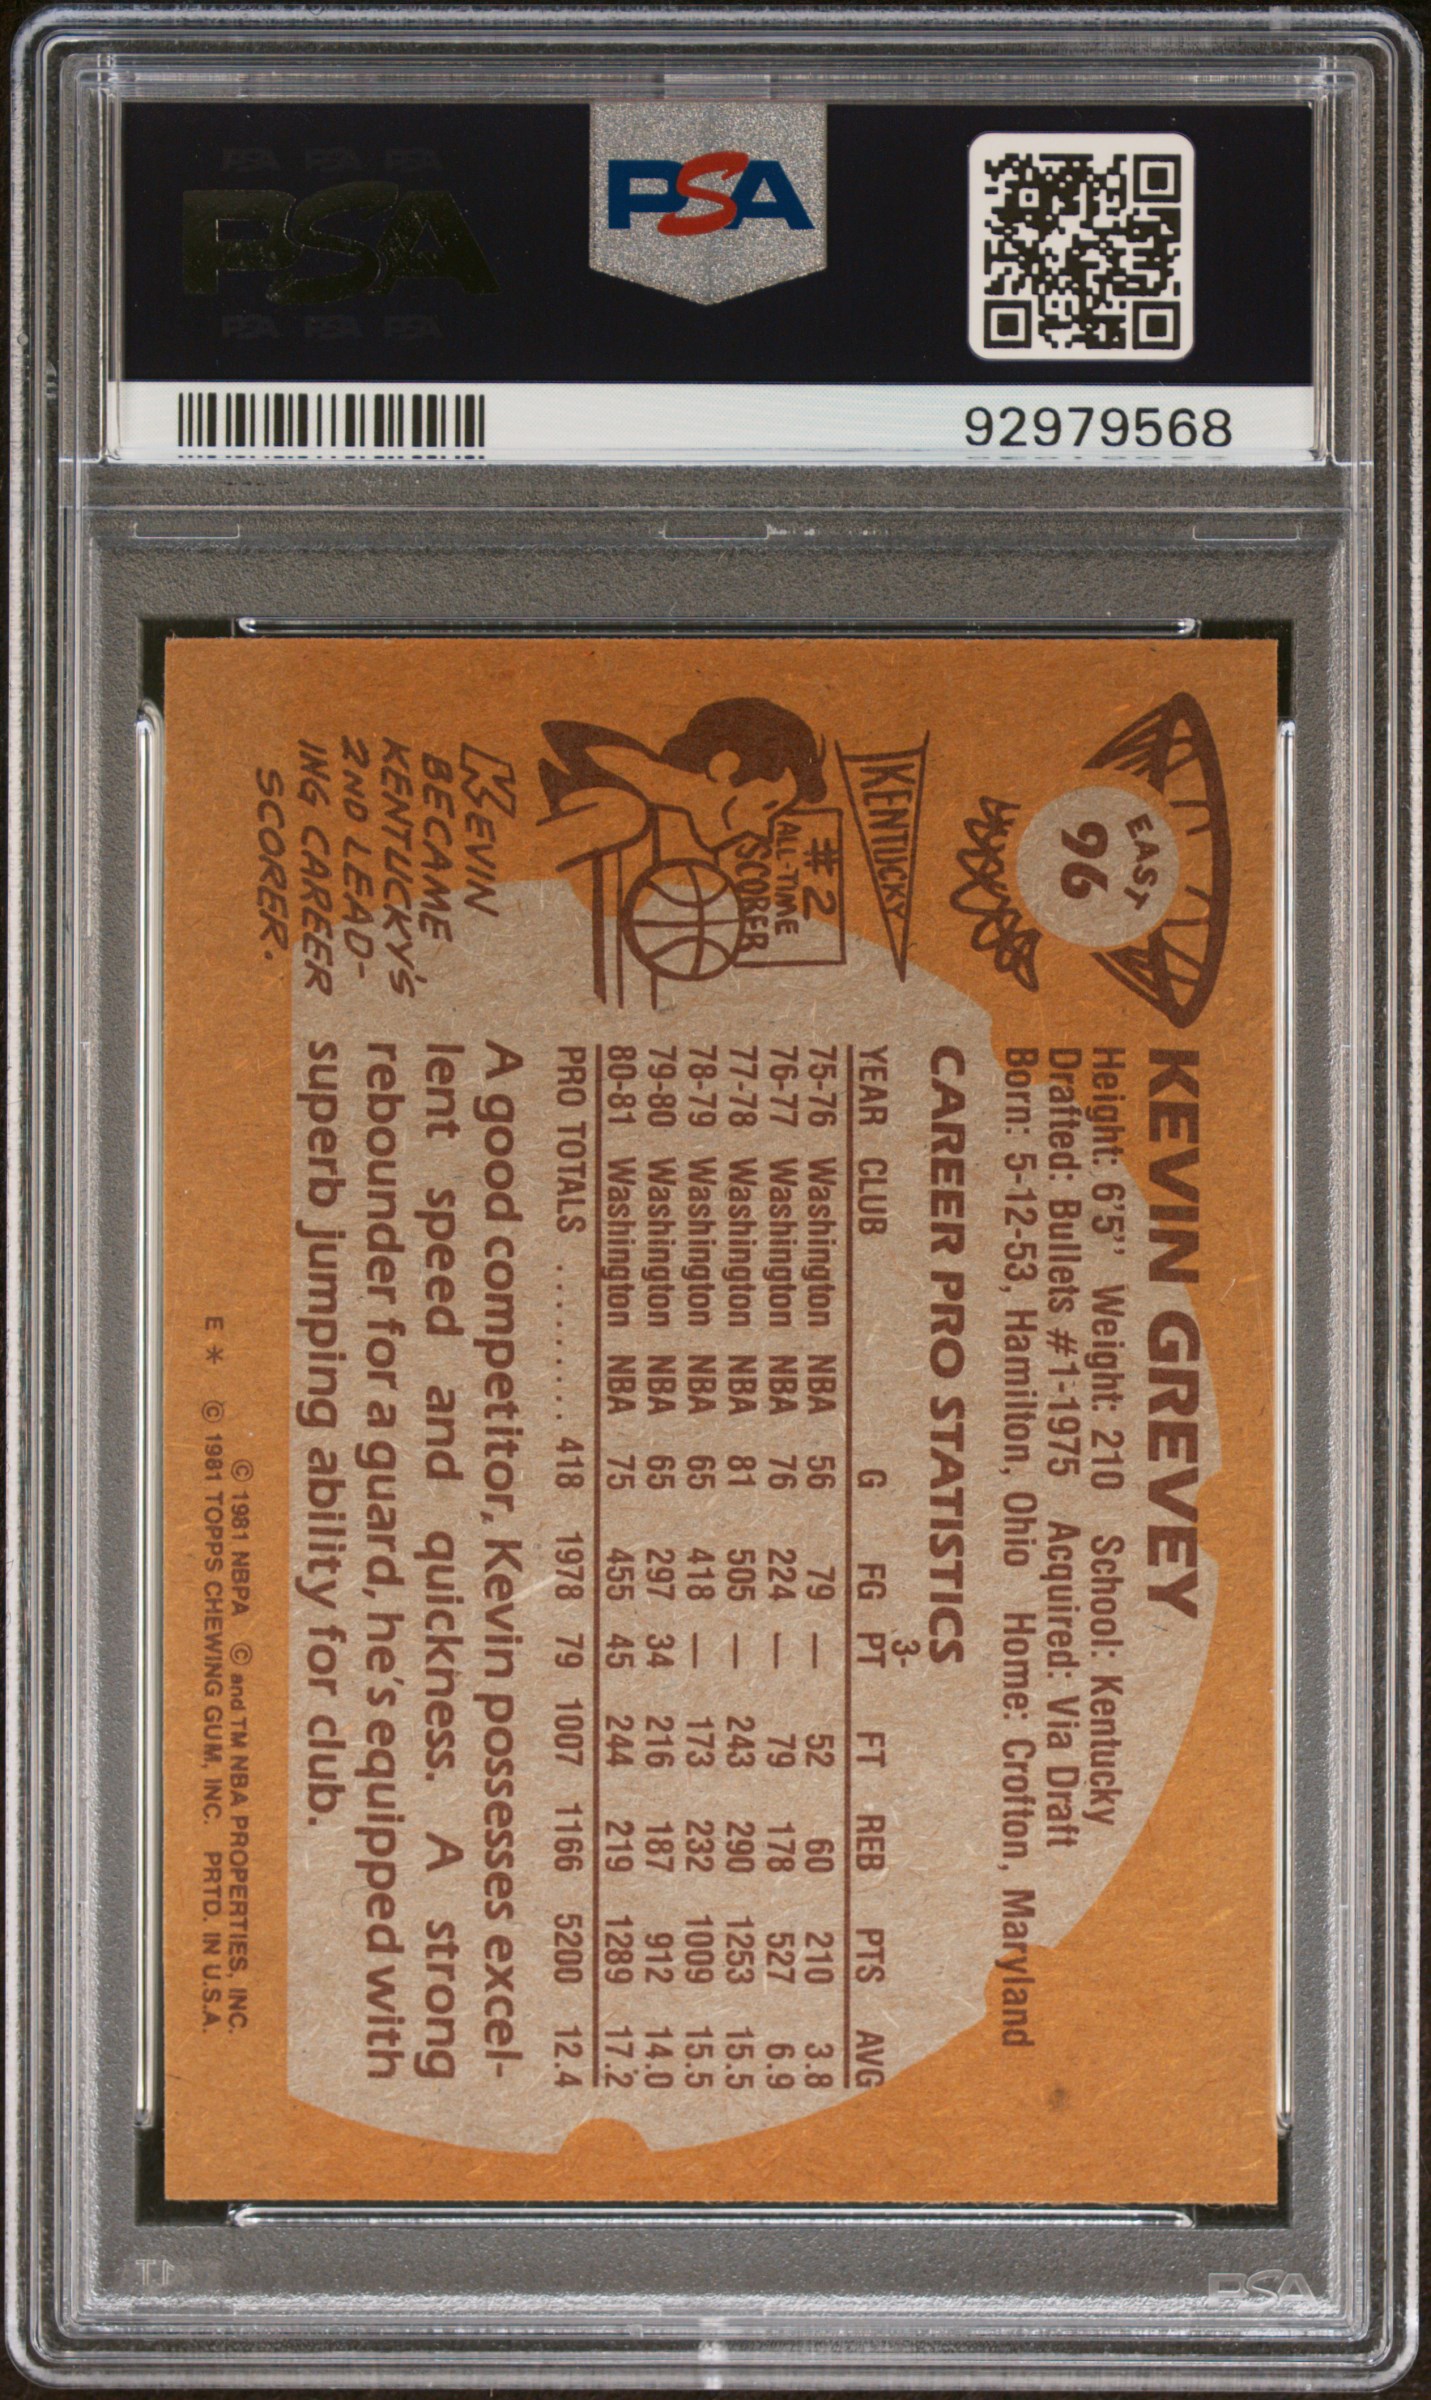 PSA PSA PSA
PSA
PSA PSA PSA
PSA
92979568
EAST
96
KENTUCKY
#2
ALL-TIME
SCORER
KEVIN
BECAME
KENTUCKY'S
2ND LEAD-
ING CAREER
SCORER.
KEVIN GREVEY
Height: 6'5" Weight: 210 School: Kentucky
Drafted: Bullets #1-1975 Acquired: Via Draft
Born: 5-12-53, Hamilton, Ohio Home: Crofton, Maryland
CAREER PRO STATISTICS
YEAR CLUB G FG 3-PT FT REB PTS AVG
75-76 Washington NBA 56 79 — 52 60 210 3.8
76-77 Washington NBA 76 224 — 79 178 527 6.9
77-78 Washington NBA 81 505 — 243 290 1253 15.5
78-79 Washington NBA 65 418 — 173 232 1009 15.5
79-80 Washington NBA 65 297 34 216 187 912 14.0
80-81 Washington NBA 75 455 45 244 219 1289 17.2
PRO TOTALS ........ 418 1978 79 1007 1166 5200 12.4
A good competitor, Kevin possesses excel-
lent speed and quickness. A strong
rebounder for a guard, he's equipped with
superb jumping ability for club.
© 1981 NBPA © and TM NBA PROPERTIES, INC.
E * © 1981 TOPPS CHEWING GUM, INC. PRTD. IN U.S.A.
PSA